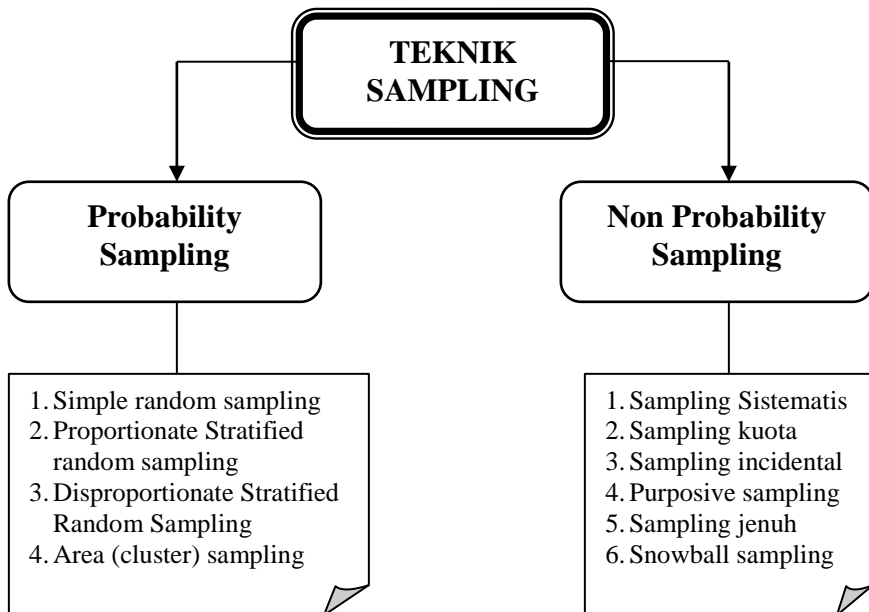 TEKNIK
SAMPLING
Probability
Sampling
Non Probability
Sampling
1. Simple random sampling
2. Proportionate Stratified
random sampling
3. Disproportionate Stratified
Random Sampling
4. Area (cluster) sampling
1. Sampling Sistematis
2. Sampling kuota
3. Sampling incidental
4. Purposive sampling
5. Sampling jenuh
6. Snowball sampling